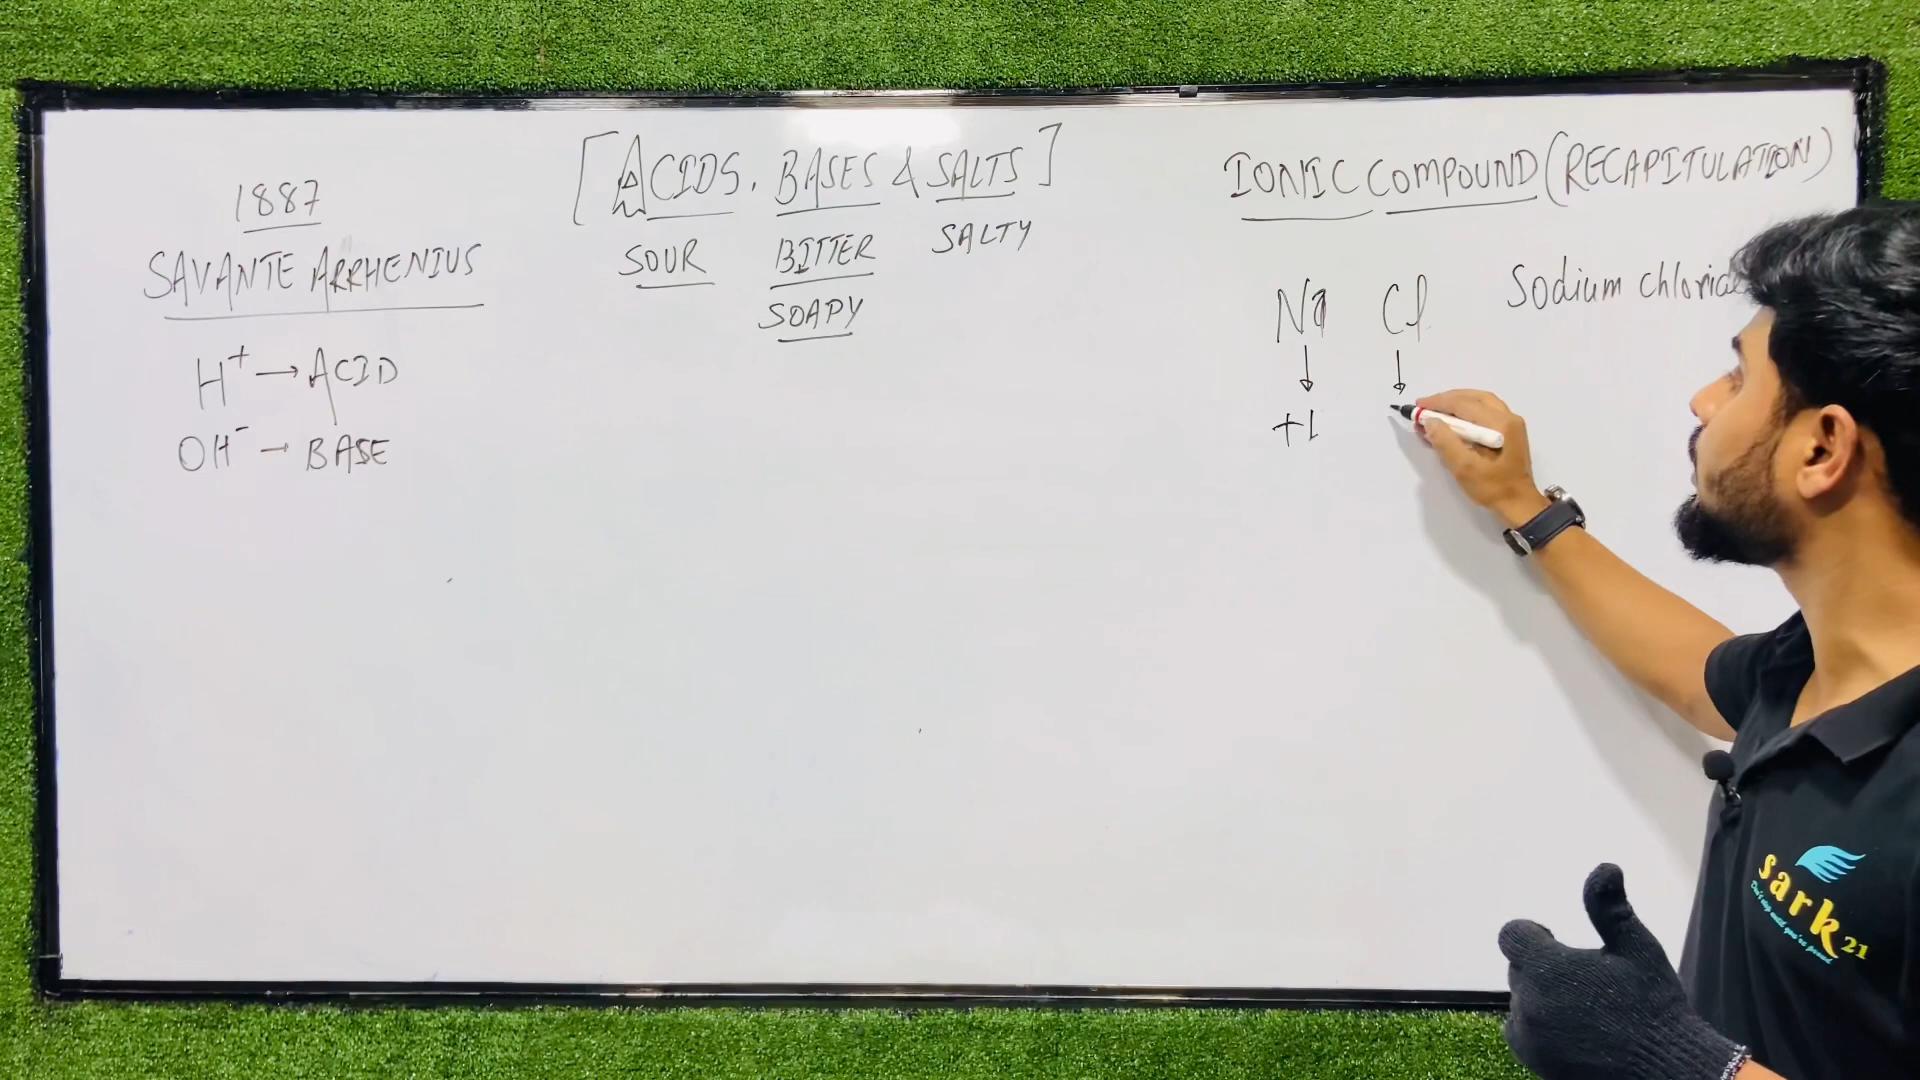 1887
SAVANTE ARRHENIUS
H⁺ → ACID
OH⁻ → BASE
[ACIDS, BASES & SALTS]
SOUR BITTER SALTY
SOAPY
IONIC COMPOUND (RECAPITULATION)
Na Cl Sodium
↓ ↓
+1
sark 21